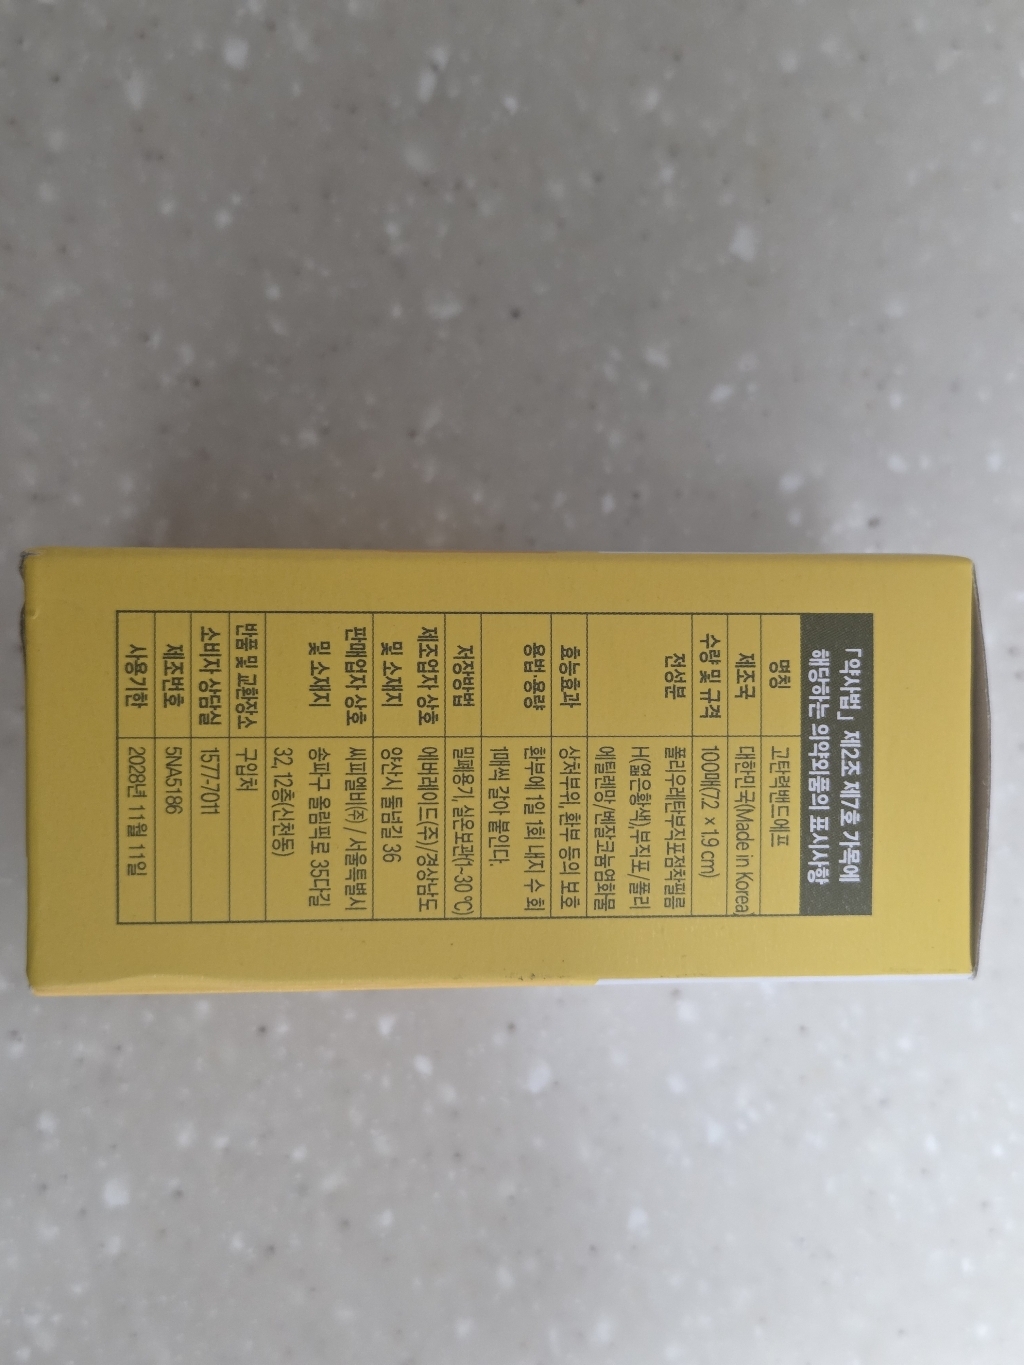 「약사법」 제2조 제7호 가목에
해당하는 의약외품의 표시사항
명칭 고탄력밴드에프
제조국 대한민국(Made in Korea)
수량 및 규격 100매(7.2 × 1.9 cm)
전성분 폴리우레탄부직포점착필름
H(엷은황색),부직포/폴리
에틸렌망/벤잘코늄염화물
효능효과 상처부위, 환부 등의 보호
용법·용량 환부에 1일 1회 내지 수 회
1매씩 갈아 붙인다.
저장방법 밀폐용기, 실온보관(1~30 ℃)
제조업자 상호 에버레이드(주)/경상남도
및 소재지 양산시 둘넘길 36
판매업자 상호 씨피엘비(주) / 서울특별시
및 소재지 송파구 올림픽로 35다길
32, 12층(신천동)
반품 및 교환장소 구입처
소비자 상담실 1577-7011
제조번호 5NA5186
사용기한 2028년 11월 11일